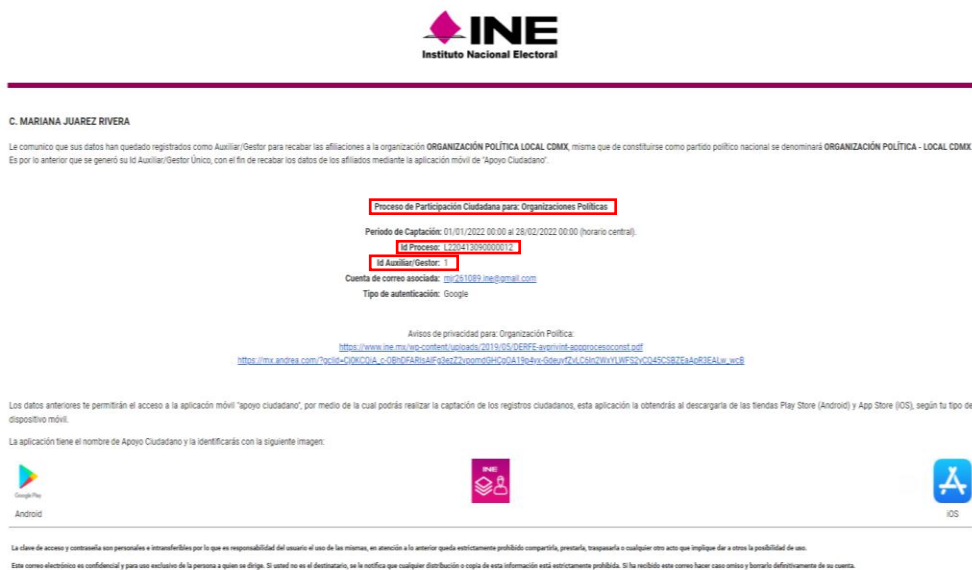 INE
Instituto Nacional Electoral
C. MARIANA JUAREZ RIVERA
Le comunico que sus datos han quedado registrados como Auxiliar/Gestor para recabar las afiliaciones a la organización ORGANIZACIÓN POLÍTICA LOCAL CDMX, misma que de constituirse como partido político nacional se denominará ORGANIZACIÓN POLÍTICA - LOCAL CDMX
Es por lo anterior que se generó su Id Auxiliar/Gestor Único, con el fin de recabar los datos de los afiliados mediante la aplicación móvil de "Apoyo Ciudadano".
Proceso de Participación Ciudadana para: Organizaciones Políticas
Periodo de Captación: 01/01/2022 00:00 al 28/02/2022 00:00 (horario central).
Id Proceso: L220413090000012
Id Auxiliar/Gestor: 1
Cuenta de correo asociada: mjr261089.ine@gmail.com
Tipo de autenticación: Google
Avisos de privacidad para: Organización Política:
https://www.ine.mx/wp-content/uploads/2019/05/DERFE-avprivint-appprocesoconst.pdf
Los datos anteriores te permitirán el acceso a la aplicacón móvil "apoyo ciudadano", por medio de la cual podrás realizar la captación de los registros ciudadanos, esta aplicación la obtendrás al descargarla de las tiendas Play Store (Android) y App Store (iOS), según tu tipo de
dispositivo móvil.
La aplicación tiene el nombre de Apoyo Ciudadano y la identificarás con la siguiente imagen:
INE
Google Play
Android
iOS
La clave de acceso y contraseña son personales e intransferibles por lo que es responsabilidad del usuario el uso de las mismas, en atención a lo anterior queda estrictamente prohibido compartirla, prestarla, traspasarla o cualquier otro acto que implique dar a otros la posibilidad de uso.
Este correo electrónico es confidencial y para uso exclusivo de la persona a quien se dirige. Si usted no es el destinatario, se le notifica que cualquier distribución o copia de esta información está estrictamente prohibida. Si ha recibido este correo hacer caso omiso y borrarlo definitivamente de su cuenta.